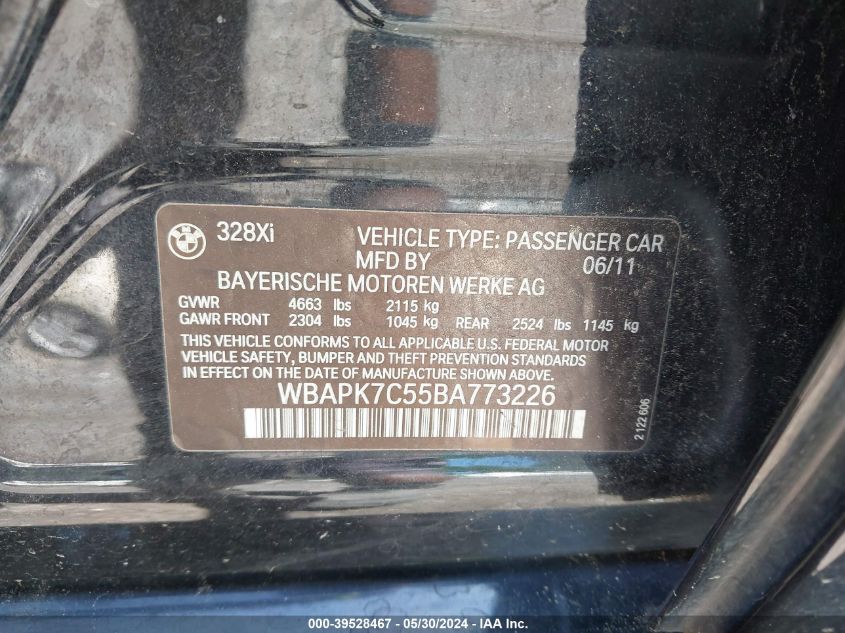 328Xi VEHICLE TYPE: PASSENGER CAR
MFD BY 06/11
BAYERISCHE MOTOREN WERKE AG
GVWR 4663 lbs 2115 kg
GAWR FRONT 2304 lbs 1045 kg REAR 2524 lbs 1145 kg
THIS VEHICLE CONFORMS TO ALL APPLICABLE U.S. FEDERAL MOTOR
VEHICLE SAFETY, BUMPER AND THEFT PREVENTION STANDARDS
IN EFFECT ON THE DATE OF MANUFACTURE SHOWN ABOVE.
WBAPK7C55BA773226
2 122 606
000-39528467 - 05/30/2024 - IAA Inc.